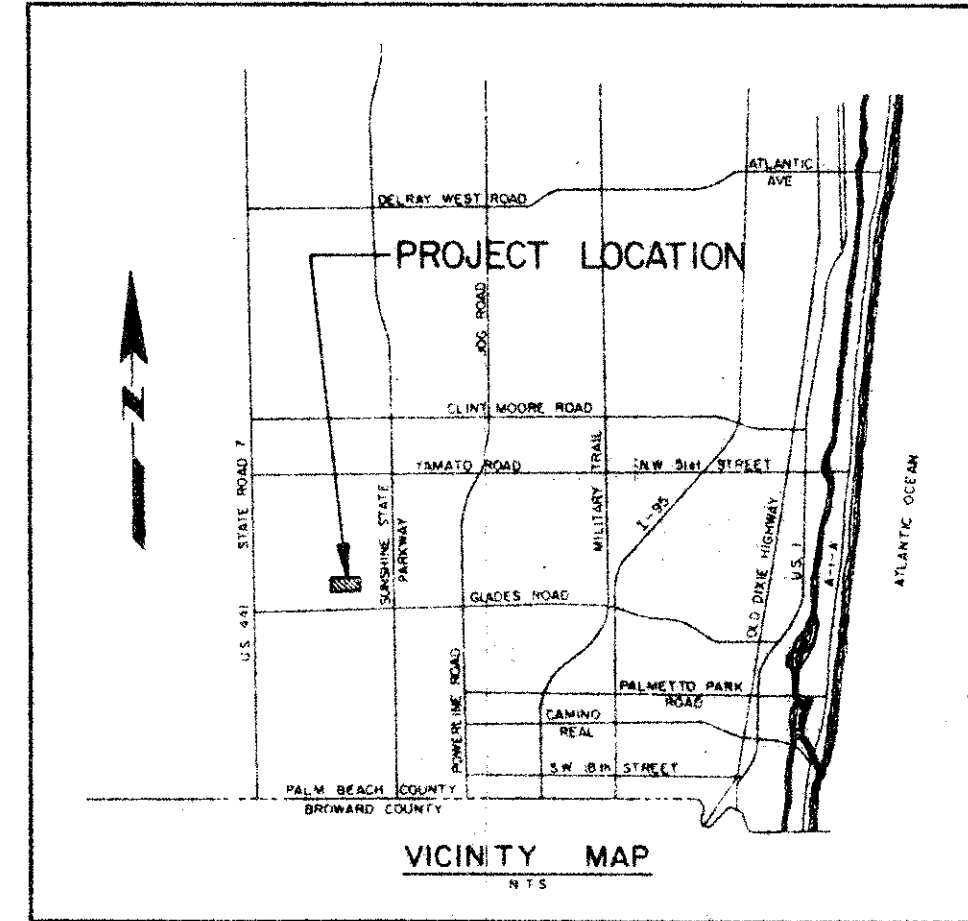 ATLANTIC
AVE
DELRAY WEST ROAD
PROJECT LOCATION
JOG ROAD
N
CLINT MOORE ROAD
STATE ROAD 7
YAMATO ROAD
MILITARY TRAIL
N.W. 51st STREET
I-95
SUNSHINE STATE
PARKWAY
OLD DIXIE HIGHWAY
U.S. 1
A-1-A
ATLANTIC OCEAN
U.S. 441
GLADES ROAD
POWERLINE ROAD
PALMETTO PARK
ROAD
CAMINO
REAL
S.W. 18th STREET
PALM BEACH COUNTY
BROWARD COUNTY
VICINITY MAP
N T S